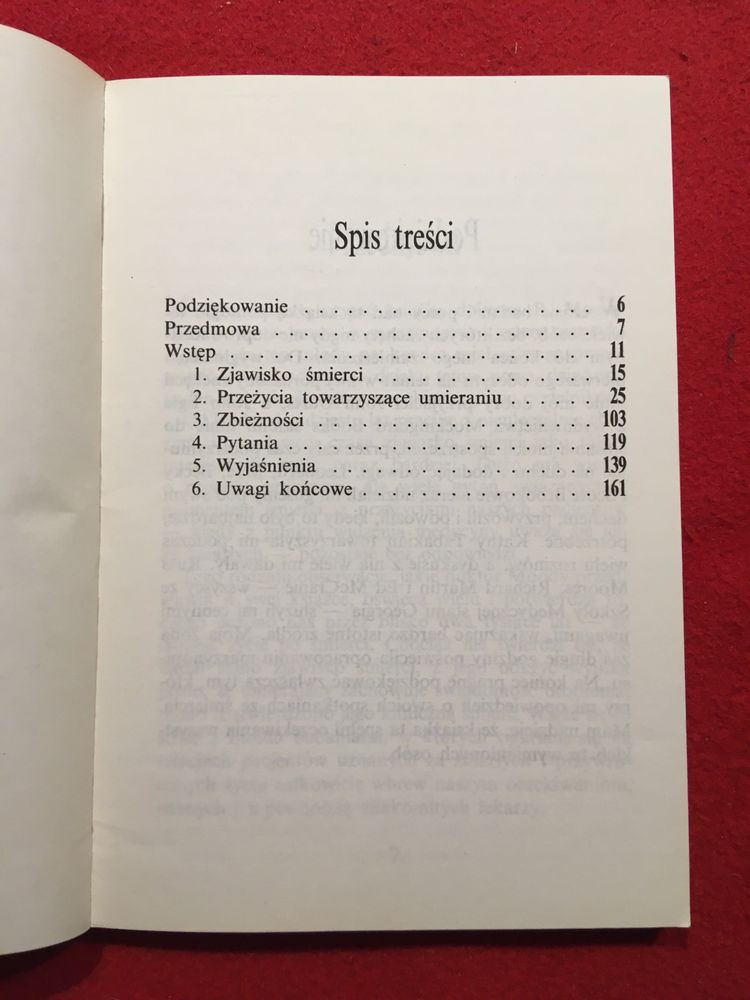 Spis treści
Podziękowanie . . . . . . . . . . . . . . . . . . . . 6
Przedmowa . . . . . . . . . . . . . . . . . . . . . . 7
Wstęp . . . . . . . . . . . . . . . . . . . . . . . . 11
1. Zjawisko śmierci . . . . . . . . . . . . . . . 15
2. Przeżycia towarzyszące umieraniu . . . . . . . 25
3. Zbieżności . . . . . . . . . . . . . . . . . . 103
4. Pytania . . . . . . . . . . . . . . . . . . . . 119
5. Wyjaśnienia . . . . . . . . . . . . . . . . . 139
6. Uwagi końcowe . . . . . . . . . . . . . . . 161